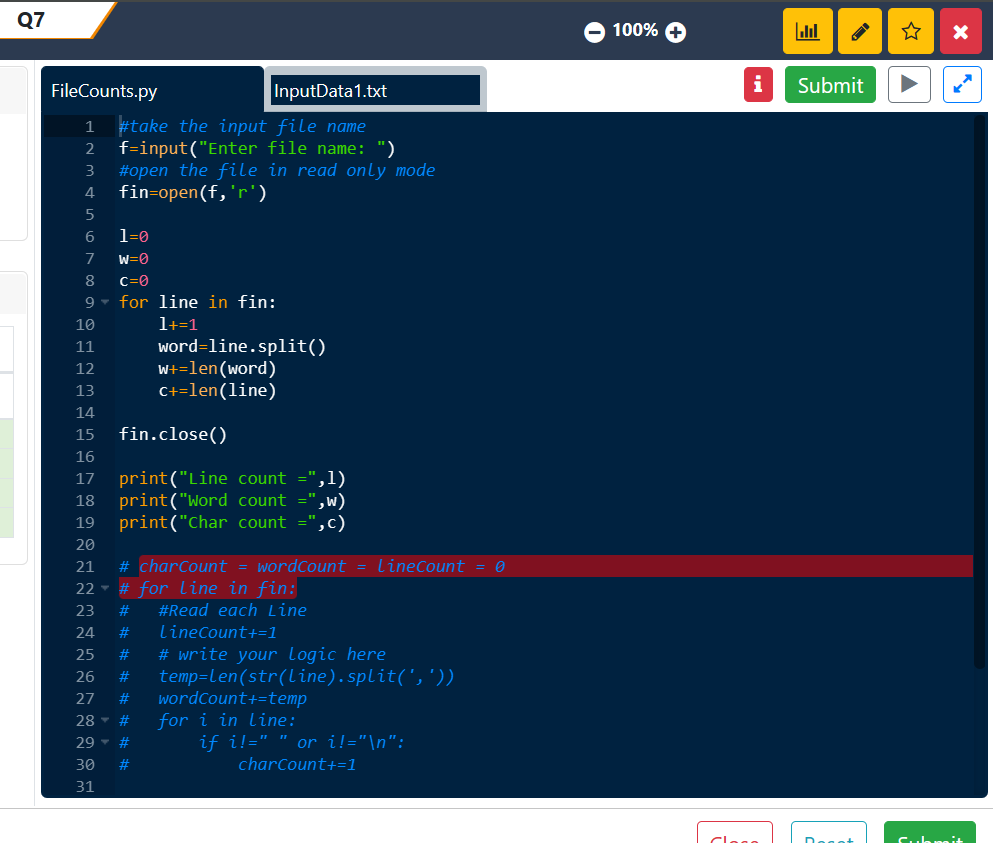 Q7
100%
FileCounts.py
InputData1.txt
i
Submit
1 #take the input file name
2 f=input("Enter file name: ")
3 #open the file in read only mode
4 fin=open(f,'r')
5
6 l=0
7 w=0
8 c=0
9 for line in fin:
10     l+=1
11     word=line.split()
12     w+=len(word)
13     c+=len(line)
14
15 fin.close()
16
17 print("Line count =",l)
18 print("Word count =",w)
19 print("Char count =",c)
20
21 # charCount = wordCount = lineCount = 0
22 # for line in fin:
23 #   #Read each Line
24 #   lineCount+=1
25 #   # write your logic here
26 #   temp=len(str(line).split(','))
27 #   wordCount+=temp
28 #   for i in line:
29 #       if i!=" " or i!="\n":
30 #           charCount+=1
31
Close
Reset
Submit